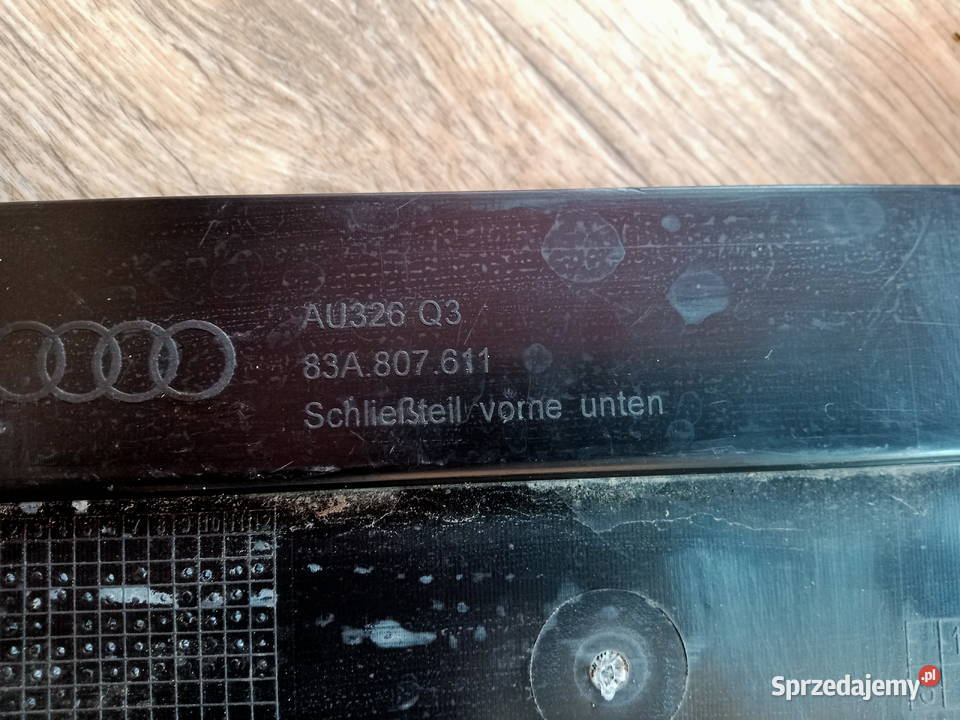 AU326 Q3
83A.807.611
Schließteil vorne unten
Sprzedajemy.pl